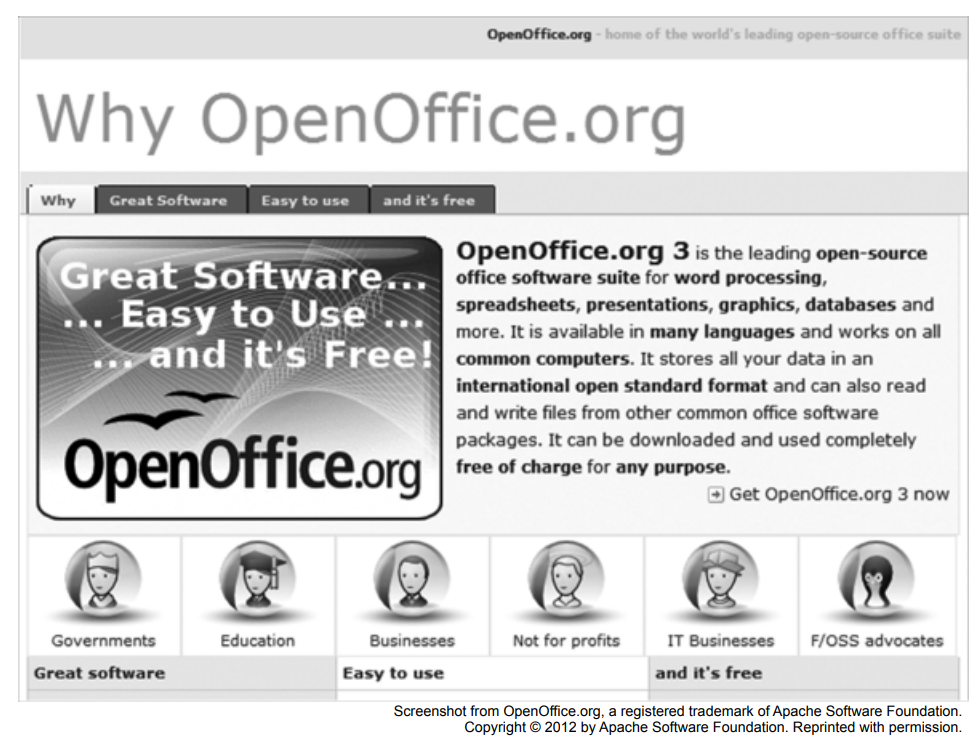 OpenOffice.org - home of the world's leading open-source office suite
Why OpenOffice.org
Why Great Software Easy to use and it's free
Great Software...
... Easy to Use ...
... and it's Free!
OpenOffice.org
OpenOffice.org 3 is the leading open-source
office software suite for word processing,
spreadsheets, presentations, graphics, databases and
more. It is available in many languages and works on all
common computers. It stores all your data in an
international open standard format and can also read
and write files from other common office software
packages. It can be downloaded and used completely
free of charge for any purpose.
Get OpenOffice.org 3 now
Governments Education Businesses Not for profits IT Businesses F/OSS advocates
Great software Easy to use and it's free
Screenshot from OpenOffice.org, a registered trademark of Apache Software Foundation.
Copyright © 2012 by Apache Software Foundation. Reprinted with permission.